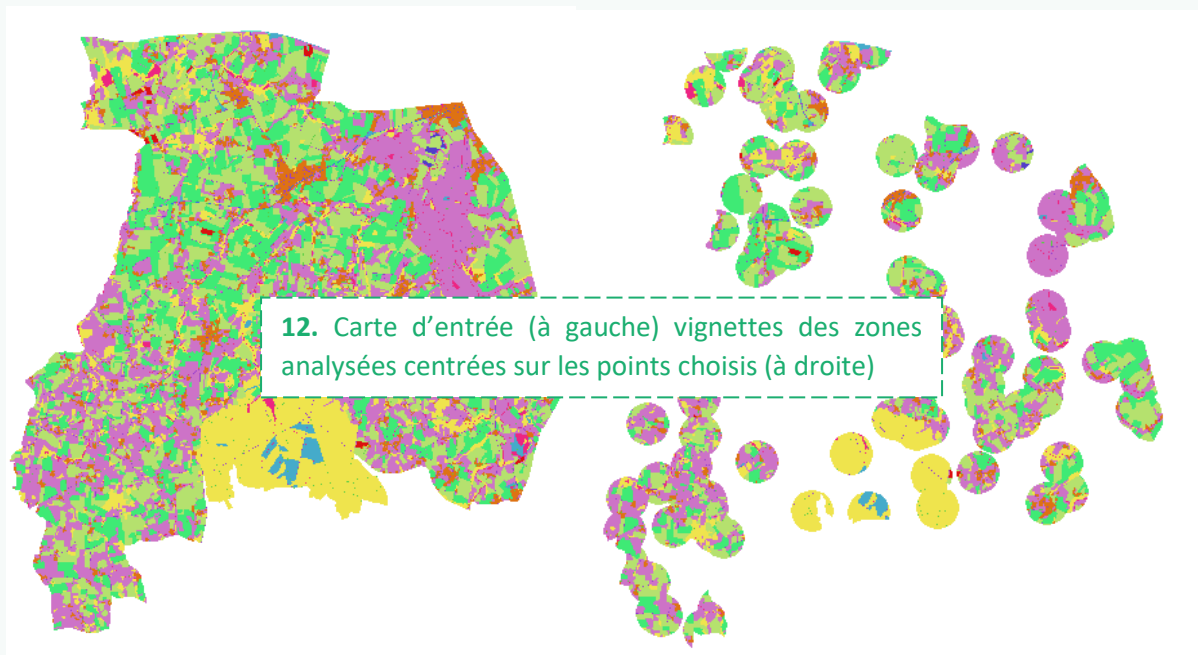 12. Carte d’entrée (à gauche) vignettes des zones
analysées centrées sur les points choisis (à droite)